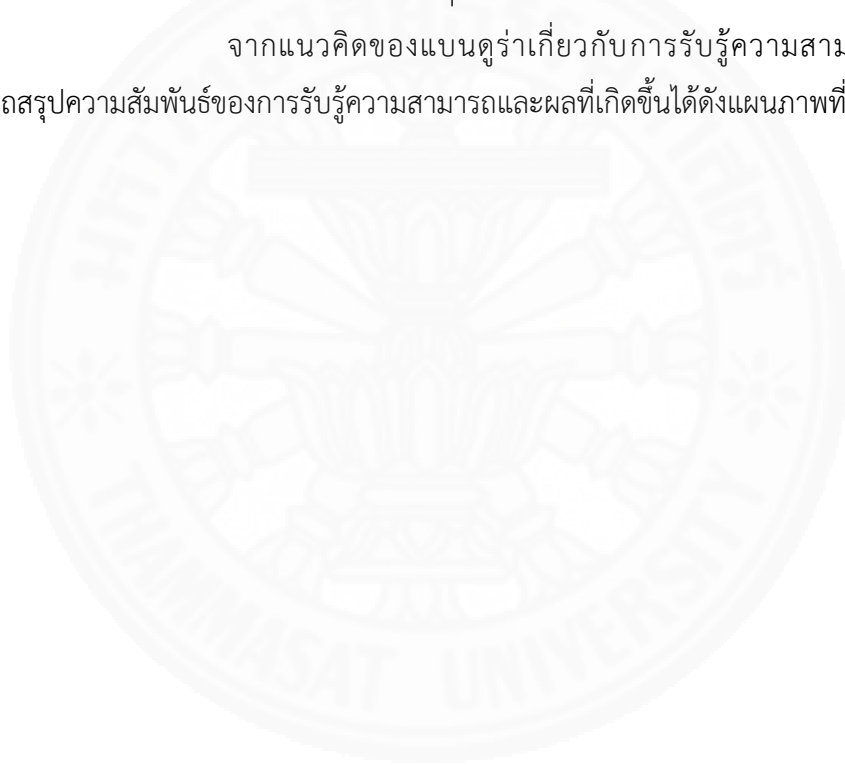 จากแนวคิดของแบนดูร่าเกี่ยวกับการรับรู้ความสาม
ถสรุปความสัมพันธ์ของการรับรู้ความสามารถและผลที่เกิดขึ้นได้ดังแผนภาพที่
THAMMASAT UNIVERSITY